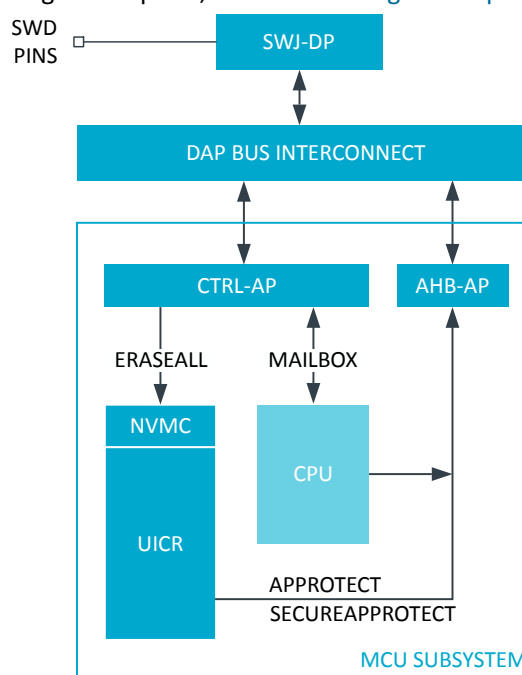 SWD
PINS
SWJ-DP
DAP BUS INTERCONNECT
CTRL-AP
AHB-AP
ERASEALL
MAILBOX
NVMC
CPU
UICR
APPROTECT
SECUREAPPROTECT
MCU SUBSYSTEM